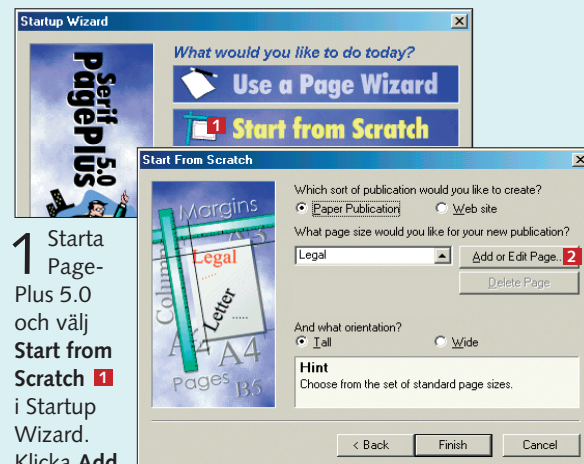 Startup Wizard
What would you like to do today?
Use a Page Wizard
1 Start from Scratch
Serif
PagePlus
5.0
Start From Scratch
Which sort of publication would you like to create?
Paper Publication
Web site
What page size would you like for your new publication?
Legal
Add or Edit Page.. 2
Delete Page
And what orientation?
Tall
Wide
Hint
Choose from the set of standard page sizes.
< Back
Finish
Cancel
Margins
A3
Legal
Letter
A4
A4
Pages
B5
1 Starta
Page-
Plus 5.0
och välj
Start from
Scratch 1
i Startup
Wizard.
Klicka Add